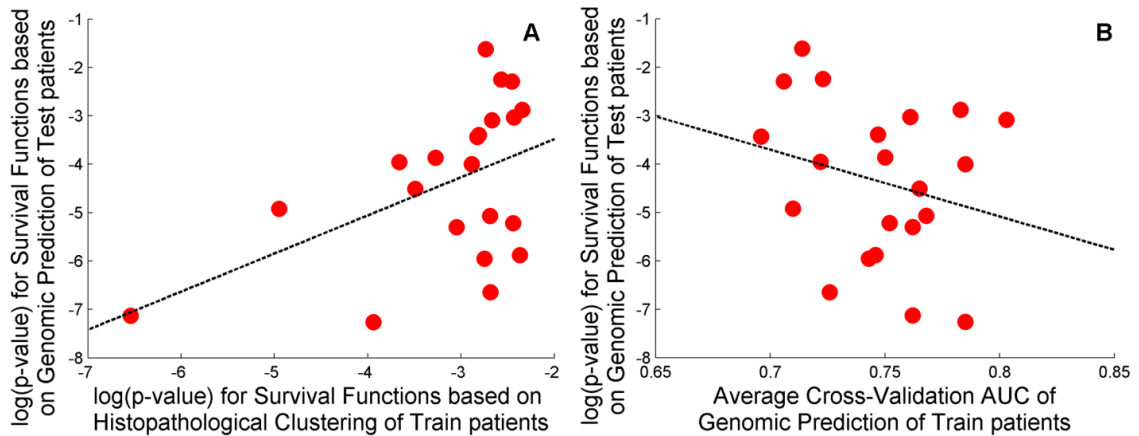 log(p-value) for Survival Functions based
on Genomic Prediction of Test patients
A
-1
-2
-3
-4
-5
-6
-7
-8
-7
-6
-5
-4
-3
-2
log(p-value) for Survival Functions based on
Histopathological Clustering of Train patients
log(p-value) for Survival Functions based
on Genomic Prediction of Test patients
B
-1
-2
-3
-4
-5
-6
-7
-8
0.65
0.7
0.75
0.8
0.85
Average Cross-Validation AUC of
Genomic Prediction of Train patients